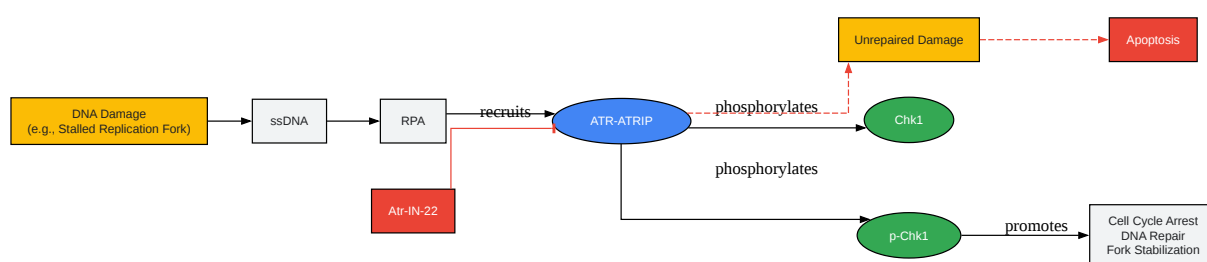 DNA Damage
(e.g., Stalled Replication Fork)
ssDNA
RPA
recruits
Atr-IN-22
ATR-ATRIP
phosphorylates
Unrepaired Damage
Apoptosis
Chk1
phosphorylates
p-Chk1
promotes
Cell Cycle Arrest
DNA Repair
Fork Stabilization